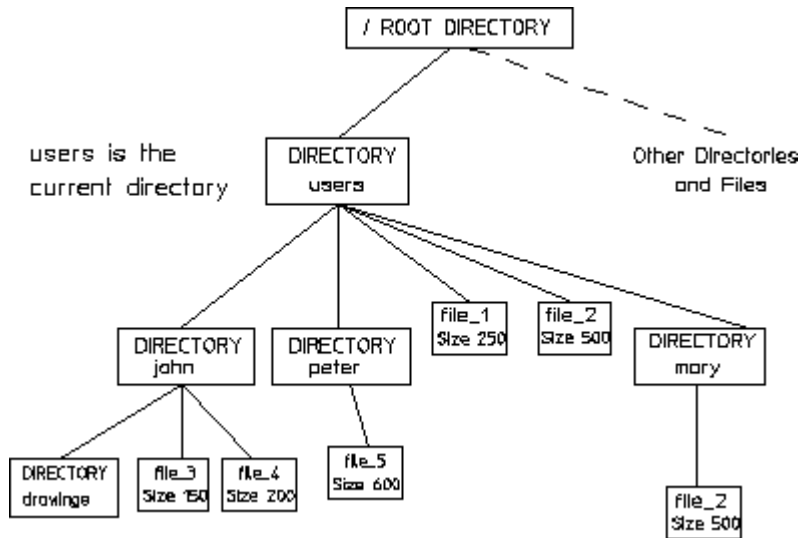 / ROOT DIRECTORY
users is the
current directory
DIRECTORY
users
Other Directories
and Files
file_1
Size 250
file_2
Size 500
DIRECTORY
john
DIRECTORY
peter
DIRECTORY
mary
DIRECTORY
drawings
file_3
Size 150
file_4
Size 200
file_5
Size 600
file_2
Size 500